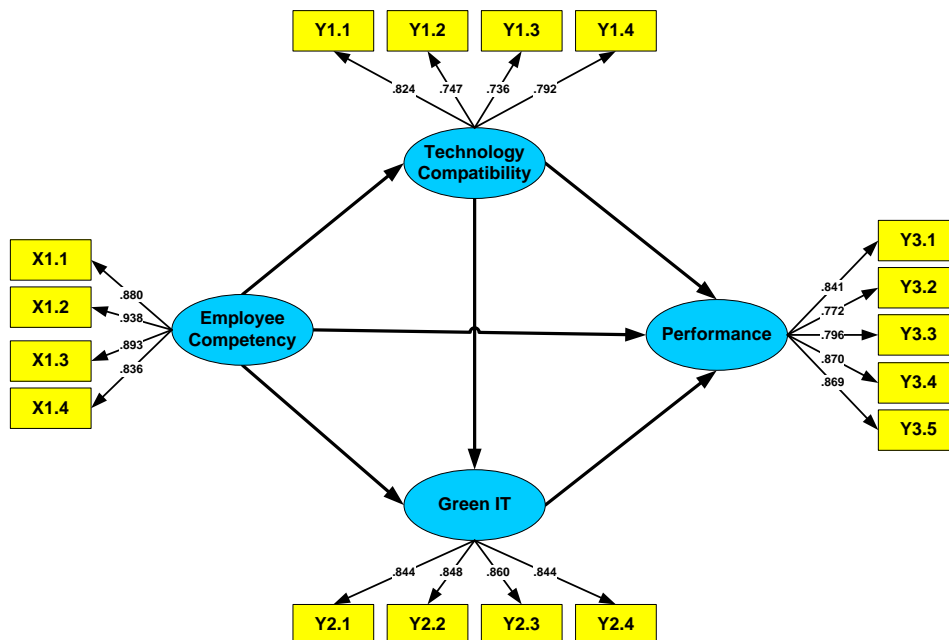 Y1.1
Y1.2
Y1.3
Y1.4
.824
.747
.736
.792
Technology
Compatibility
X1.1
X1.2
X1.3
X1.4
.880
.938
.893
.836
Employee
Competency
Performance
.841
.772
.796
.870
.869
Y3.1
Y3.2
Y3.3
Y3.4
Y3.5
Green IT
.844
.848
.860
.844
Y2.1
Y2.2
Y2.3
Y2.4